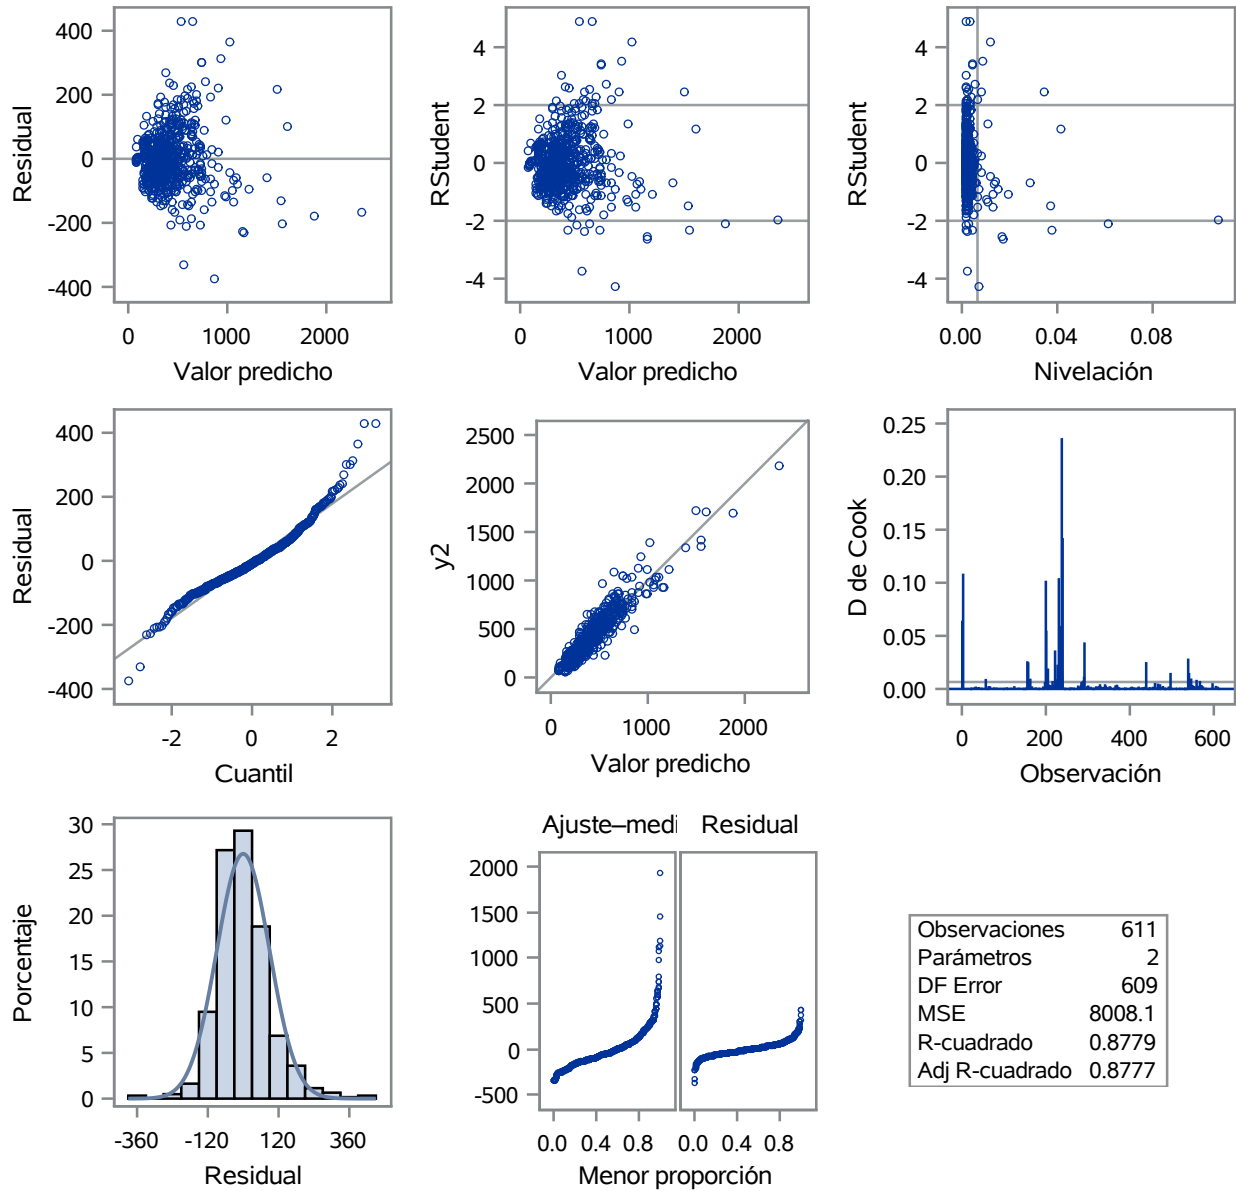 Residual
400
200
0
-200
-400
0 1000 2000
Valor predicho
RStudent
4
2
0
-2
-4
0 1000 2000
Valor predicho
RStudent
4
2
0
-2
-4
0.00 0.04 0.08
Nivelación
Residual
400
200
0
-200
-400
-2 0 2
Cuantil
y2
2500
2000
1500
1000
500
0
0 1000 2000
Valor predicho
D de Cook
0.25
0.20
0.15
0.10
0.05
0.00
0 200 400 600
Observación
Porcentaje
30
25
20
15
10
5
0
-360 -120 120 360
Residual
Ajuste–medi Residual
2000
1500
1000
500
0
-500
0.0 0.4 0.8 0.0 0.4 0.8
Menor proporción
Observaciones 611
Parámetros 2
DF Error 609
MSE 8008.1
R-cuadrado 0.8779
Adj R-cuadrado 0.8777